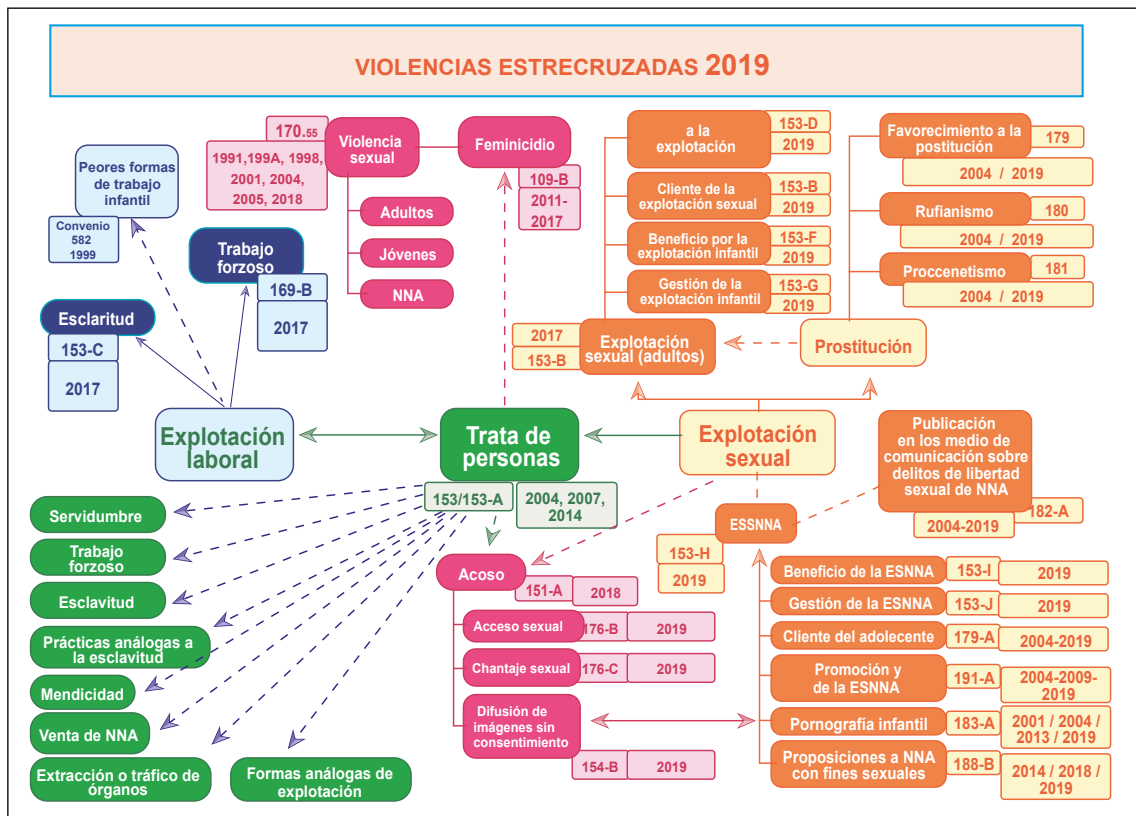 VIOLENCIAS ESTRECRUZADAS 2019
Peores formas
de trabajo
infantil
Convenio
582
1999
Trabajo
forzoso
169-B
2017
Esclaritud
153-C
2017
Explotación
laboral
170.55
1991,199A, 1998,
2001, 2004,
2005, 2018
Violencia
sexual
Adultos
Jóvenes
NNA
Feminicidio
109-B
2011-
2017
a la
explotación
153-D
2019
Cliente de la
explotación sexual
153-B
2019
Beneficio por la
explotación infantil
153-F
2019
Gestión de la
explotación infantil
153-G
2019
2017
153-B
Explotación
sexual (adultos)
Favorecimiento a la
postitución
179
2004 / 2019
Rufianismo
180
2004 / 2019
Proccenetismo
181
2004 / 2019
Prostitución
Trata de
personas
153/153-A
2004, 2007,
2014
Explotación
sexual
Publicación
en los medio de
comunicación sobre
delitos de libertad
sexual de NNA
182-A
2004-2019
ESSNNA
153-H
2019
Servidumbre
Trabajo
forzoso
Esclavitud
Prácticas análogas a
la esclavitud
Mendicidad
Venta de NNA
Extracción o tráfico de
órganos
Formas análogas de
explotación
Acoso
151-A
2018
Acceso sexual
176-B
2019
Chantaje sexual
176-C
2019
Difusión de
imágenes sin
consentimiento
154-B
2019
Beneficio de la ESNNA
153-I
2019
Gestión de la ESNNA
153-J
2019
Cliente del adolecente
179-A
2004-2019
Promoción y
de la ESNNA
191-A
2004-2009-
2019
Pornografía infantil
183-A
2001 / 2004 /
2013 / 2019
Proposiciones a NNA
con fines sexuales
188-B
2014 / 2018 /
2019